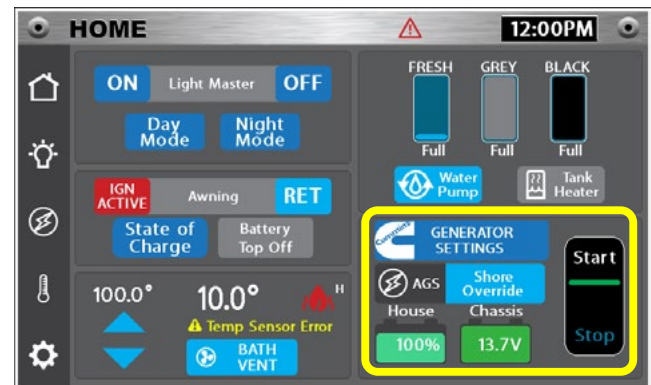 HOME
12:00PM
ON Light Master OFF
Day Mode
Night Mode
IGN ACTIVE
Awning
RET
State of Charge
Battery Top Off
100.0°
10.0°
H
Temp Sensor Error
BATH VENT
FRESH GREY BLACK
Full Full Full
Water Pump
Tank Heater
Cummins
GENERATOR
SETTINGS
AGS
Shore
Override
House Chassis
100% 13.7V
Start
Stop